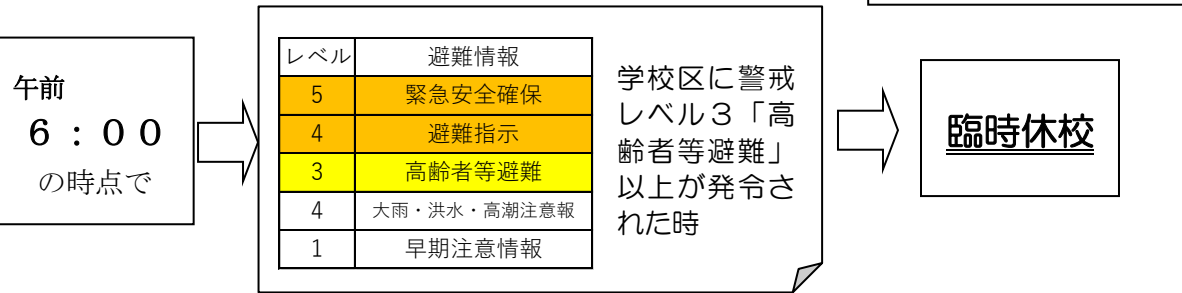 午前
６：００
の時点で
レベル 避難情報
5 緊急安全確保
4 避難指示
3 高齢者等避難
4 大雨・洪水・高潮注意報
1 早期注意情報
学校区に警戒
レベル３「高
齢者等避難」
以上が発令さ
れた時
臨時休校